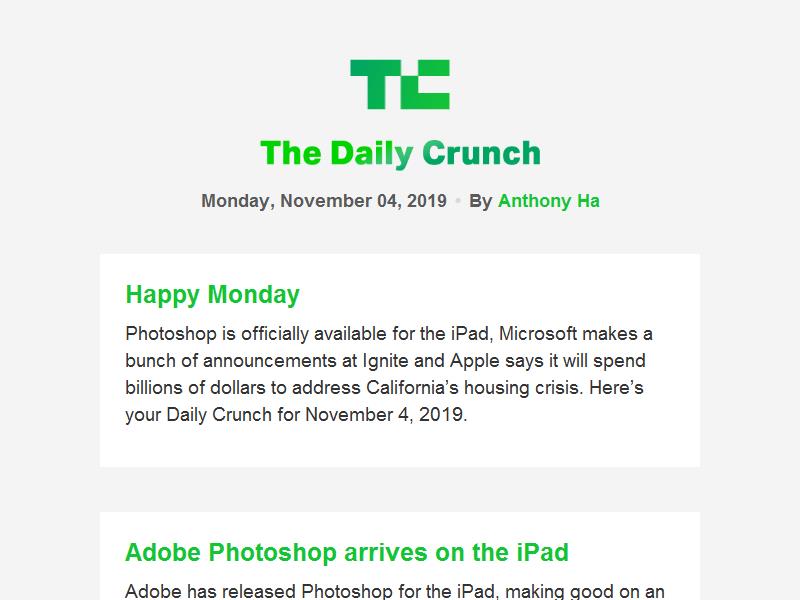 TC
The Daily Crunch
Monday, November 04, 2019 • By Anthony Ha
Happy Monday
Photoshop is officially available for the iPad, Microsoft makes a
bunch of announcements at Ignite and Apple says it will spend
billions of dollars to address California’s housing crisis. Here’s
your Daily Crunch for November 4, 2019.
Adobe Photoshop arrives on the iPad
Adobe has released Photoshop for the iPad, making good on an